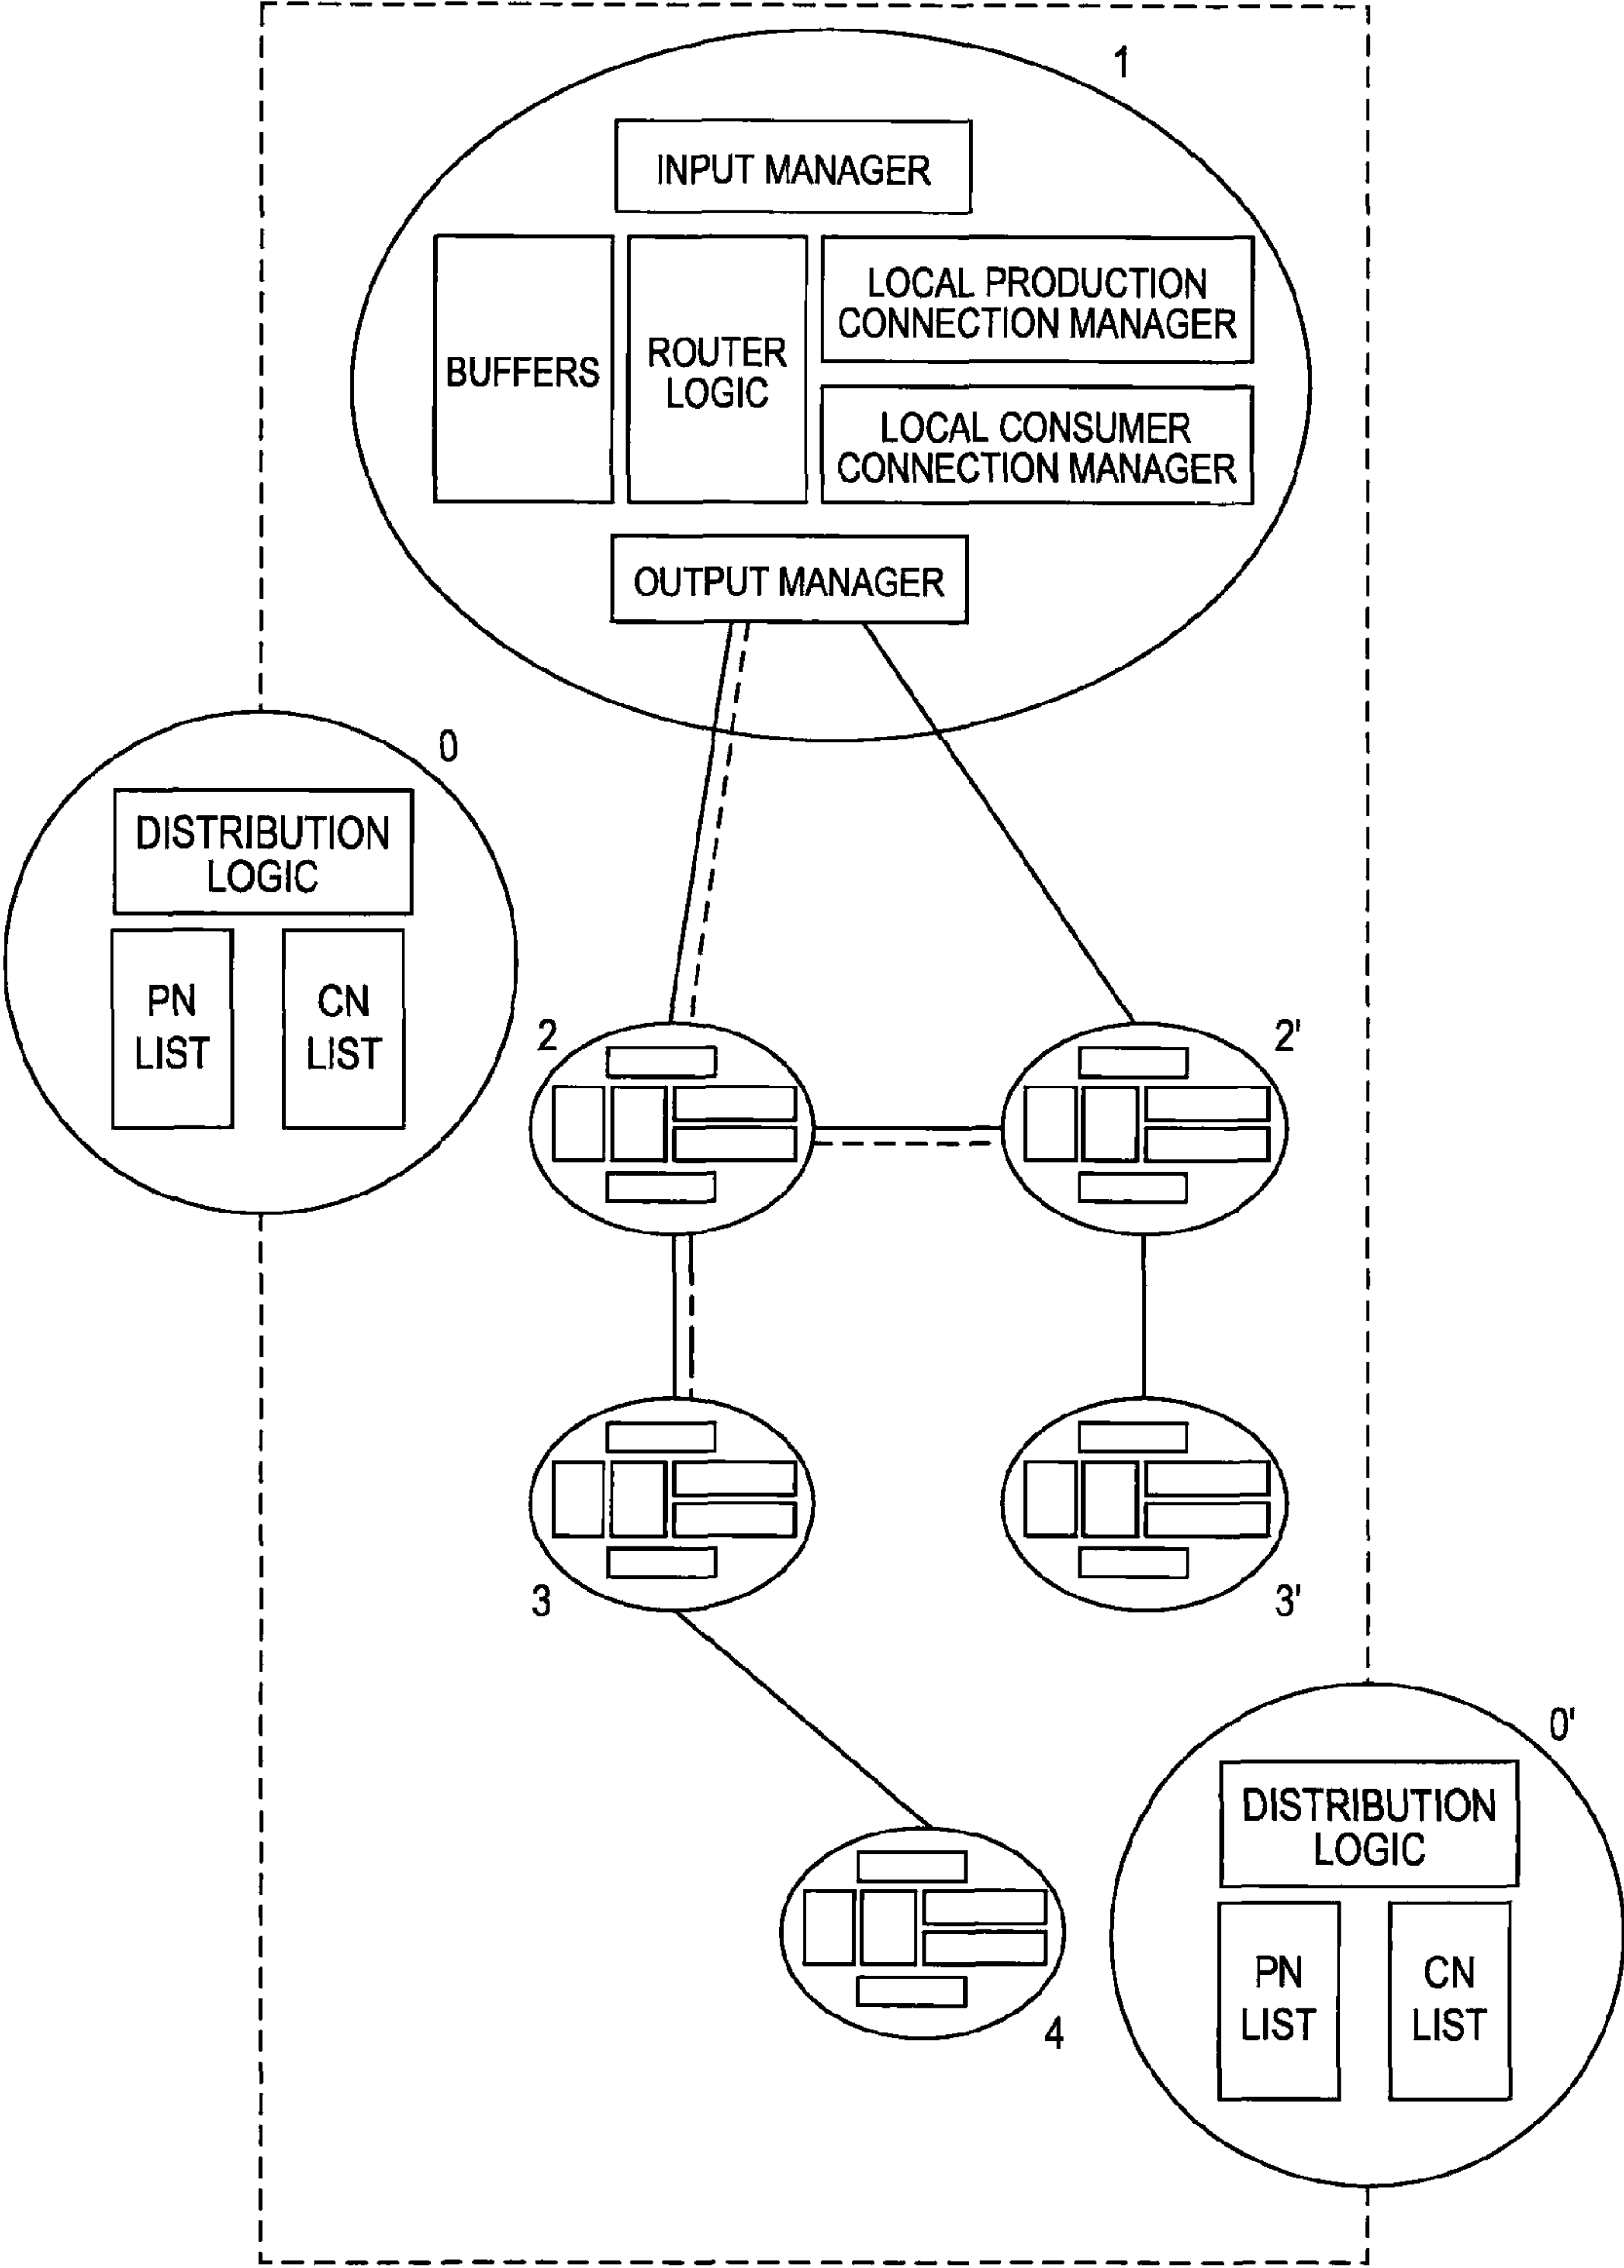 1
INPUT MANAGER
BUFFERS
ROUTER
LOGIC
LOCAL PRODUCTION
CONNECTION MANAGER
LOCAL CONSUMER
CONNECTION MANAGER
OUTPUT MANAGER
0
DISTRIBUTION
LOGIC
PN
LIST
CN
LIST
2
2'
3
3'
0'
DISTRIBUTION
LOGIC
PN
LIST
CN
LIST
4